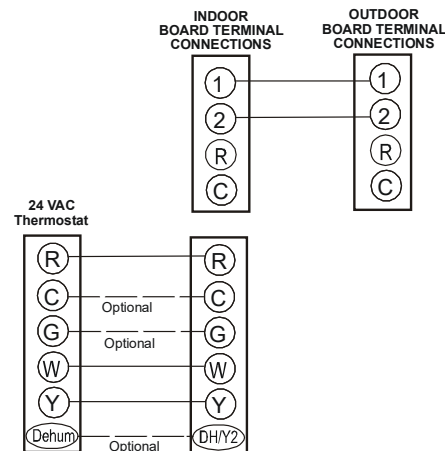 INDOOR
BOARD TERMINAL
CONNECTIONS
OUTDOOR
BOARD TERMINAL
CONNECTIONS
1 1
2 2
R R
C C
24 VAC
Thermostat
R R
C Optional C
G Optional G
W W
Y Y
Dehum Optional DH/Y2